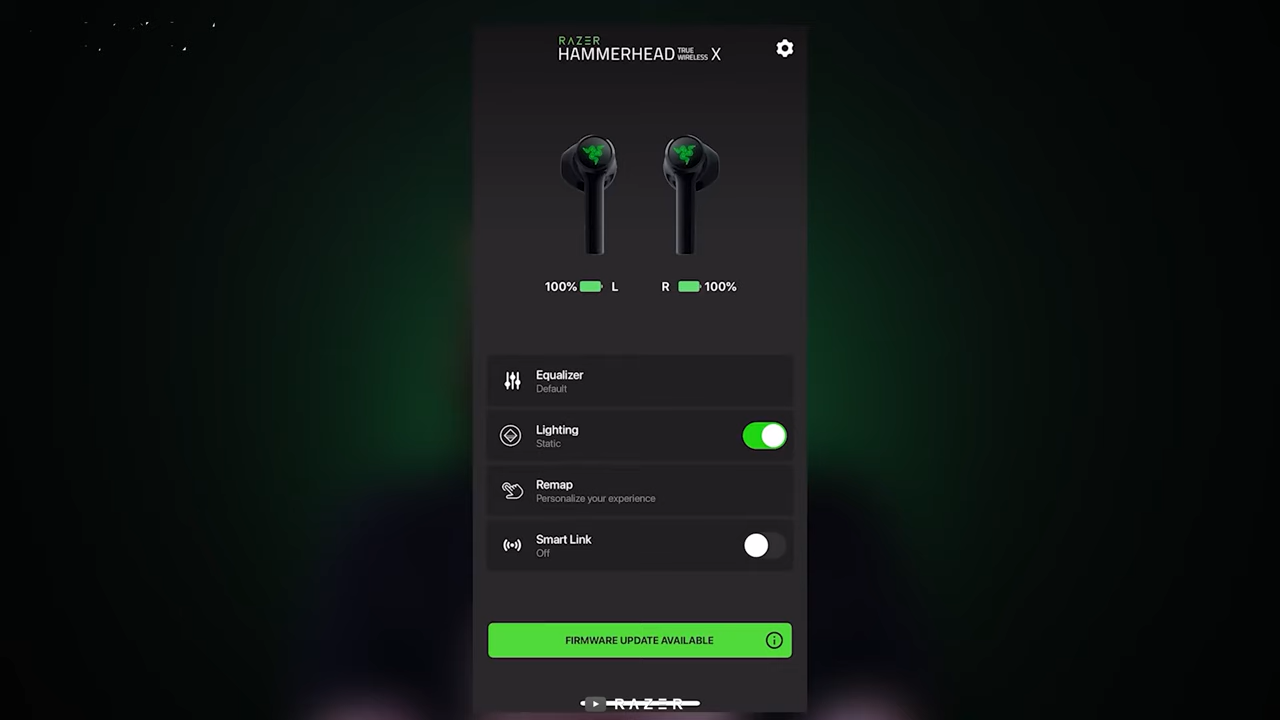 RAZER
HAMMERHEAD TRUE WIRELESS X
100% L R 100%
Equalizer
Default
Lighting
Static
Remap
Personalize your experience
Smart Link
Off
FIRMWARE UPDATE AVAILABLE
RAZER